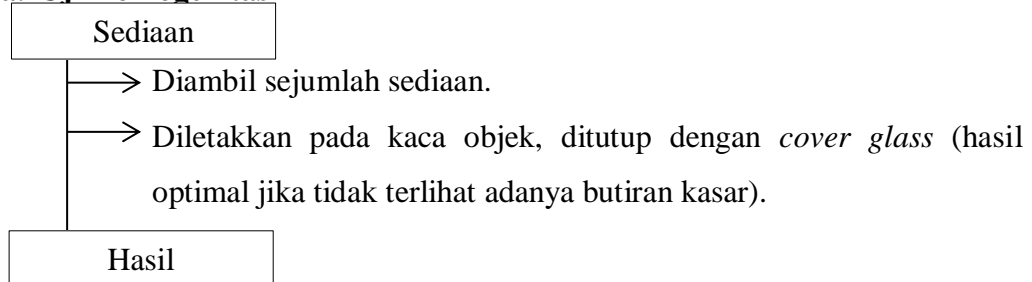 Sediaan
Diambil sejumlah sediaan.
Diletakkan pada kaca objek, ditutup dengan cover glass (hasil
optimal jika tidak terlihat adanya butiran kasar).
Hasil